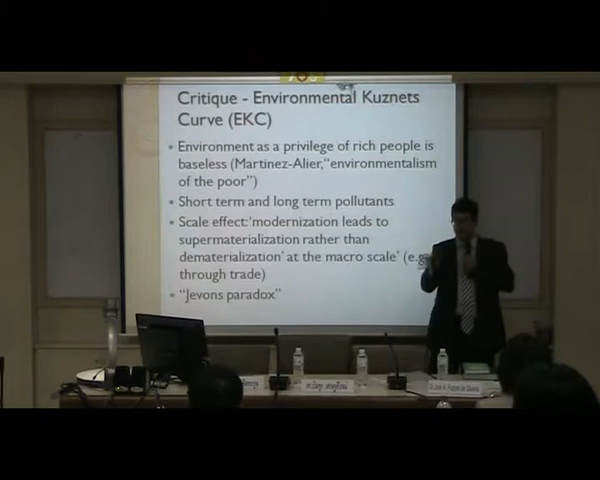 Critique - Environmental Kuznets
Curve (EKC)
• Environment as a privilege of rich people is
baseless (Martinez-Alier, “environmentalism
of the poor”)
• Short term and long term pollutants
• Scale effect: ‘modernization leads to
supermaterialization rather than
dematerialization’ at the macro scale’ (e.g.
through trade)
• “Jevons paradox”